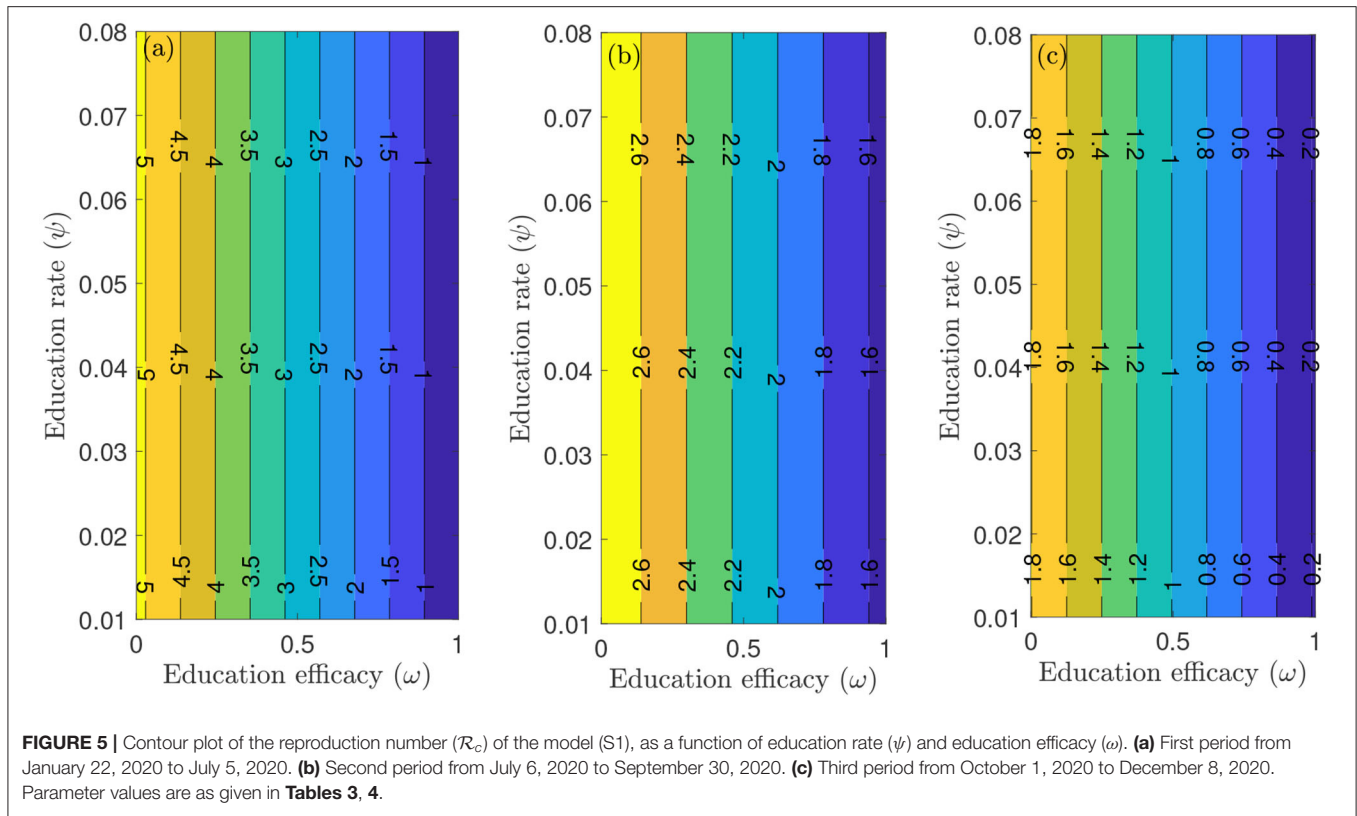 (a)
0.08
0.07
0.06
0.05
0.04
0.03
0.02
0.01
Education rate (ψ)
5 4.5 4 3.5 3 2.5 2 1.5 1
5 4.5 4 3.5 3 2.5 2 1.5 1
5 4.5 4 3.5 3 2.5 2 1.5 1
0 0.5 1
Education efficacy (ω)
(b)
0.08
0.07
0.06
0.05
0.04
0.03
0.02
0.01
Education rate (ψ)
2.6 2.4 2.2 2 1.8 1.6
2.6 2.4 2.2 2 1.8 1.6
2.6 2.4 2.2 2 1.8 1.6
0 0.5 1
Education efficacy (ω)
(c)
0.08
0.07
0.06
0.05
0.04
0.03
0.02
0.01
Education rate (ψ)
1.8 1.6 1.4 1.2 1 0.8 0.6 0.4 0.2
1.8 1.6 1.4 1.2 1 0.8 0.6 0.4 0.2
1.8 1.6 1.4 1.2 1 0.8 0.6 0.4 0.2
0 0.5 1
Education efficacy (ω)
FIGURE 5 | Contour plot of the reproduction number (ℛc) of the model (S1), as a function of education rate (ψ) and education efficacy (ω). (a) First period from
January 22, 2020 to July 5, 2020. (b) Second period from July 6, 2020 to September 30, 2020. (c) Third period from October 1, 2020 to December 8, 2020.
Parameter values are as given in Tables 3, 4.